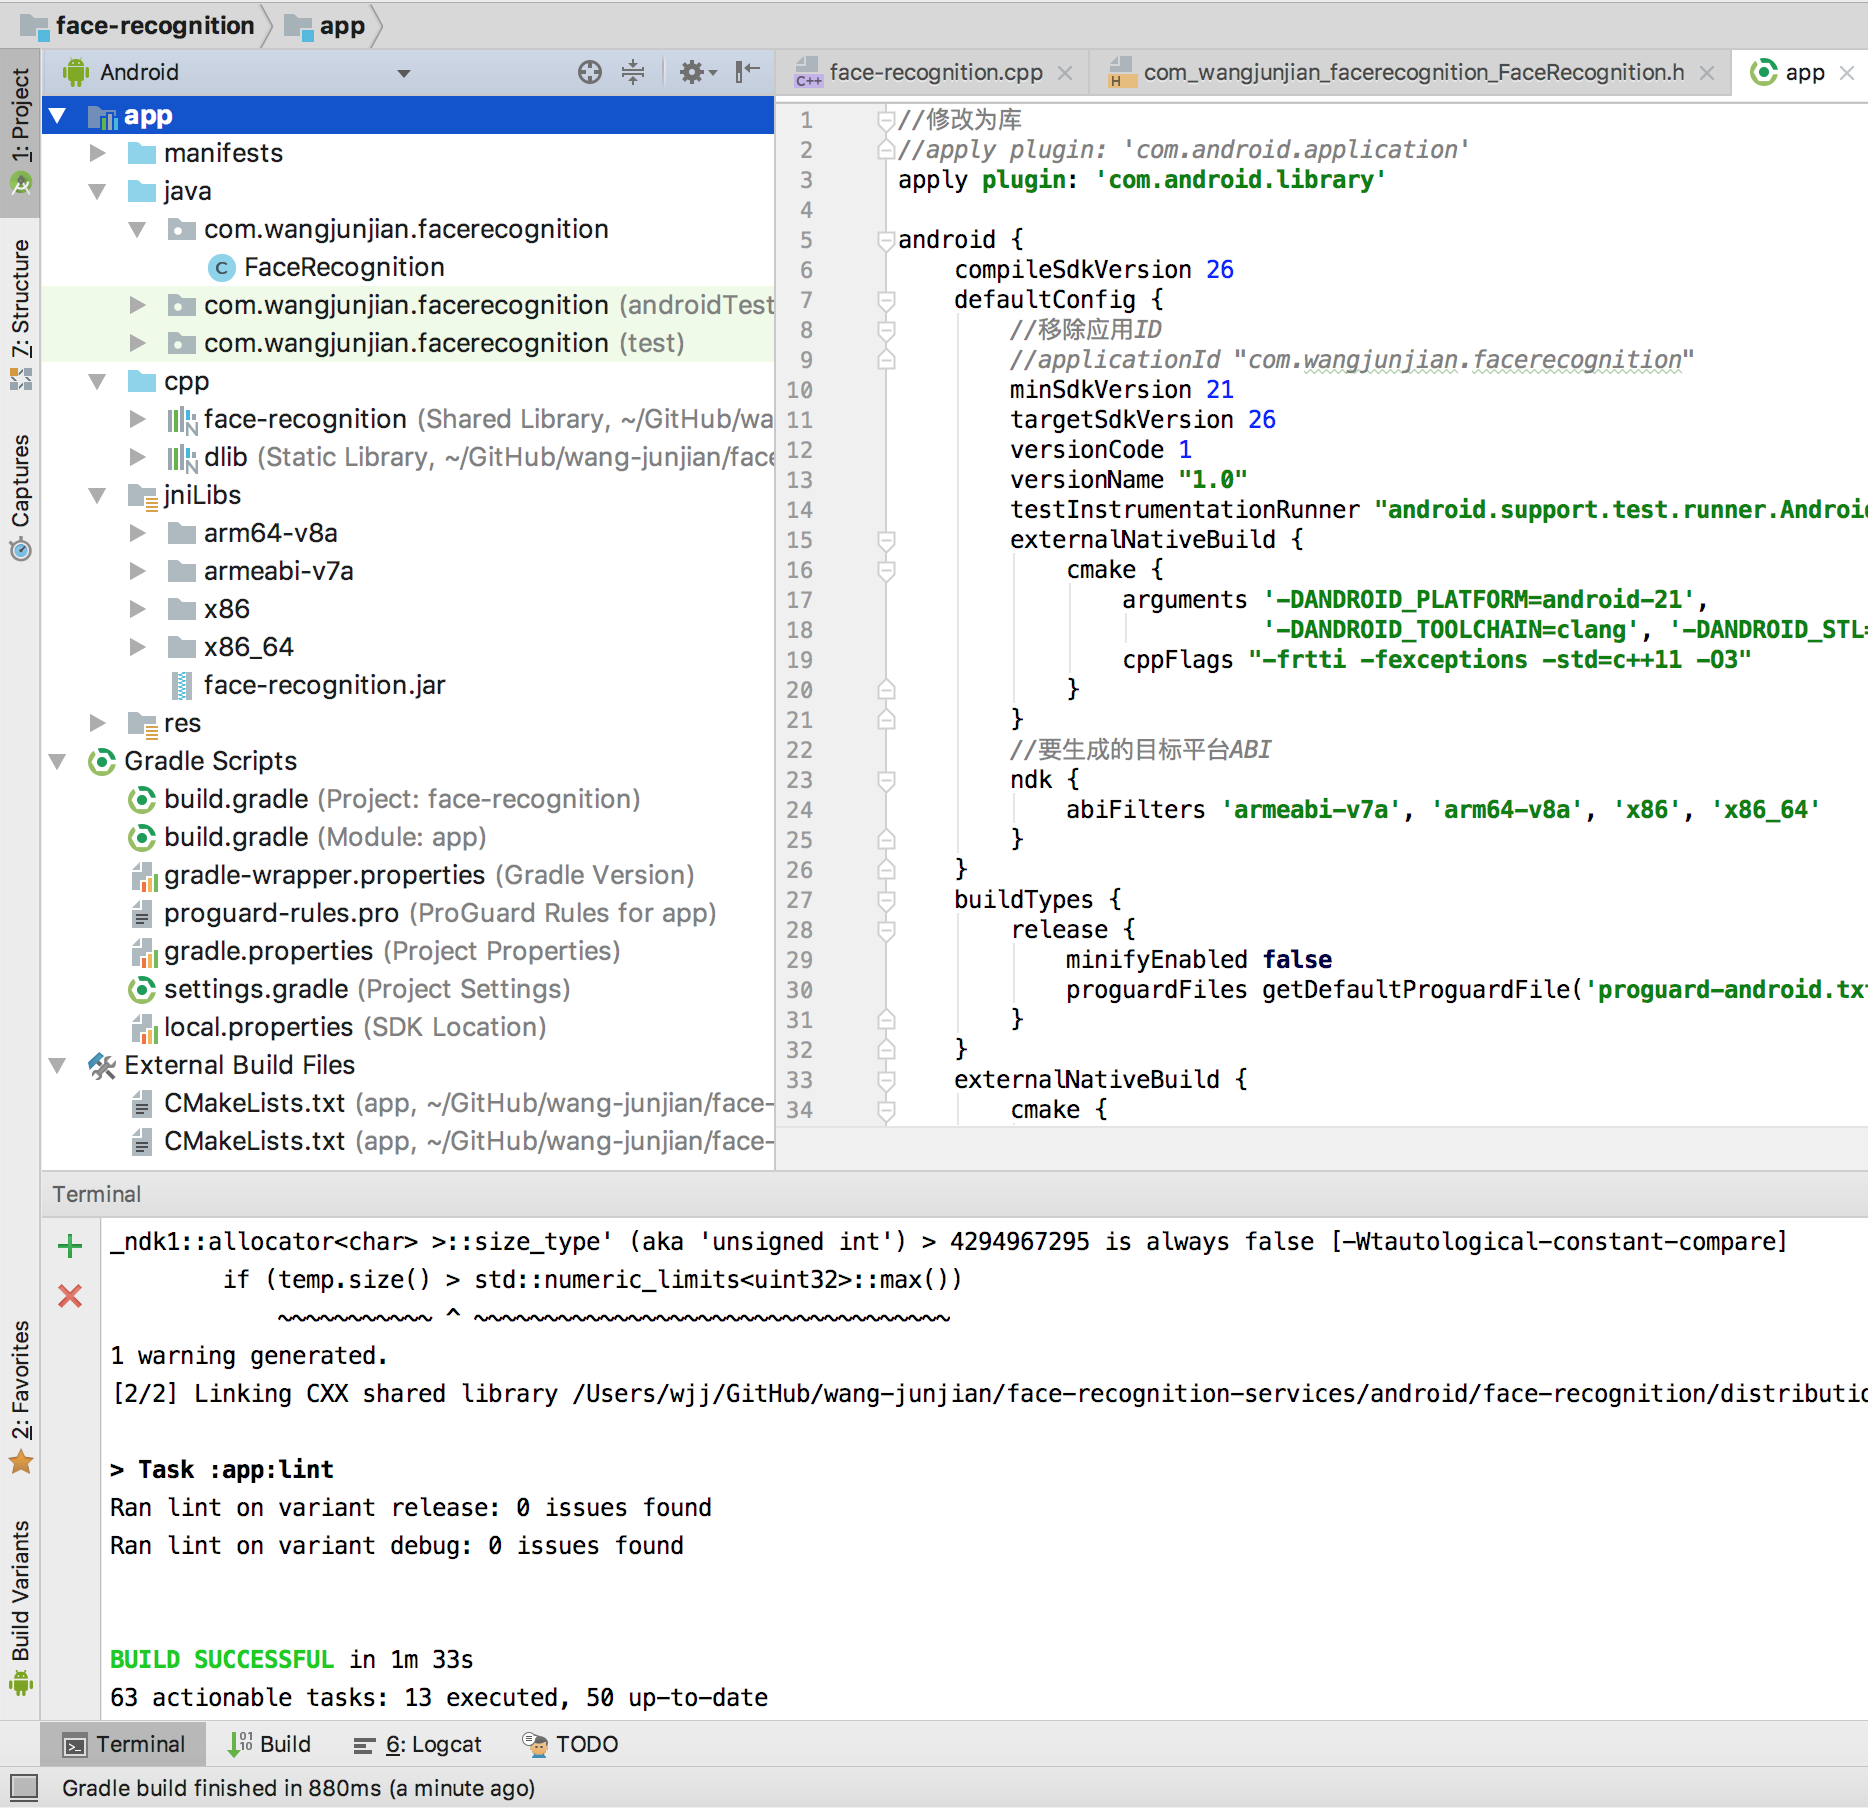 face-recognition app
Android
1: Project
7: Structure
Captures
2: Favorites
Build Variants
app
manifests
java
com.wangjunjian.facerecognition
FaceRecognition
com.wangjunjian.facerecognition (androidTest
com.wangjunjian.facerecognition (test)
cpp
face-recognition (Shared Library, ~/GitHub/wa
dlib (Static Library, ~/GitHub/wang-junjian/face
jniLibs
arm64-v8a
armeabi-v7a
x86
x86_64
face-recognition.jar
res
Gradle Scripts
build.gradle (Project: face-recognition)
build.gradle (Module: app)
gradle-wrapper.properties (Gradle Version)
proguard-rules.pro (ProGuard Rules for app)
gradle.properties (Project Properties)
settings.gradle (Project Settings)
local.properties (SDK Location)
External Build Files
CMakeLists.txt (app, ~/GitHub/wang-junjian/face-
CMakeLists.txt (app, ~/GitHub/wang-junjian/face-
face-recognition.cpp com_wangjunjian_facerecognition_FaceRecognition.h app
1 //修改为库
2 //apply plugin: 'com.android.application'
3 apply plugin: 'com.android.library'
4
5 android {
6 compileSdkVersion 26
7 defaultConfig {
8 //移除应用ID
9 //applicationId "com.wangjunjian.facerecognition"
10 minSdkVersion 21
11 targetSdkVersion 26
12 versionCode 1
13 versionName "1.0"
14 testInstrumentationRunner "android.support.test.runner.Androi
15 externalNativeBuild {
16 cmake {
17 arguments '-DANDROID_PLATFORM=android-21',
18 '-DANDROID_TOOLCHAIN=clang', '-DANDROID_STL=
19 cppFlags "-frtti -fexceptions -std=c++11 -O3"
20 }
21 }
22 //要生成的目标平台ABI
23 ndk {
24 abiFilters 'armeabi-v7a', 'arm64-v8a', 'x86', 'x86_64'
25 }
26 }
27 buildTypes {
28 release {
29 minifyEnabled false
30 proguardFiles getDefaultProguardFile('proguard-android.tx
31 }
32 }
33 externalNativeBuild {
34 cmake {
Terminal
_ndk1::allocator<char> >::size_type' (aka 'unsigned int') > 4294967295 is always false [-Wtautological-constant-compare]
if (temp.size() > std::numeric_limits<uint32>::max())
~~~~~~~~~~~ ^ ~~~~~~~~~~~~~~~~~~~~~~~~~~~~~~~~~~
1 warning generated.
[2/2] Linking CXX shared library /Users/wjj/GitHub/wang-junjian/face-recognition-services/android/face-recognition/distributio
> Task :app:lint
Ran lint on variant release: 0 issues found
Ran lint on variant debug: 0 issues found
BUILD SUCCESSFUL in 1m 33s
63 actionable tasks: 13 executed, 50 up-to-date
Terminal Build 6: Logcat TODO
Gradle build finished in 880ms (a minute ago)